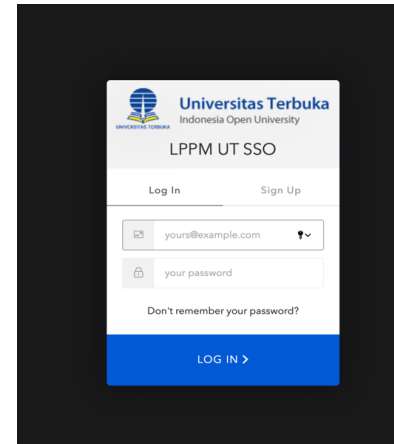 Universitas Terbuka
Indonesia Open University
UNIVERSITAS TERBUKA
LPPM UT SSO
Log In
Sign Up
yours@example.com
your password
Don't remember your password?
LOG IN